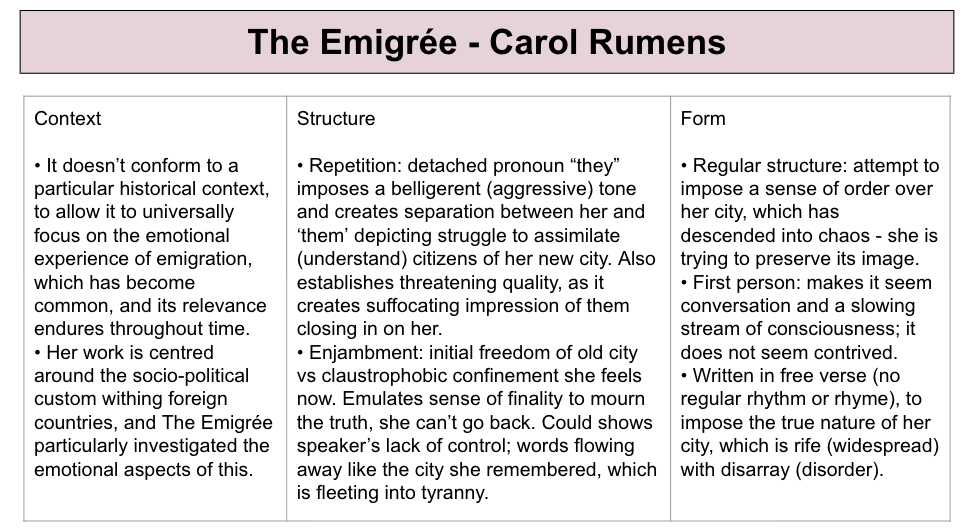 The Emigrée - Carol Rumens
Context
• It doesn’t conform to a
particular historical context,
to allow it to universally
focus on the emotional
experience of emigration,
which has become
common, and its relevance
endures throughout time.
• Her work is centred
around the socio-political
custom withing foreign
countries, and The Emigrée
particularly investigated the
emotional aspects of this.
Structure
• Repetition: detached pronoun “they”
imposes a belligerent (aggressive) tone
and creates separation between her and
‘them’ depicting struggle to assimilate
(understand) citizens of her new city. Also
establishes threatening quality, as it
creates suffocating impression of them
closing in on her.
• Enjambment: initial freedom of old city
vs claustrophobic confinement she feels
now. Emulates sense of finality to mourn
the truth, she can’t go back. Could shows
speaker’s lack of control; words flowing
away like the city she remembered, which
is fleeting into tyranny.
Form
• Regular structure: attempt to
impose a sense of order over
her city, which has
descended into chaos - she is
trying to preserve its image.
• First person: makes it seem
conversation and a slowing
stream of consciousness; it
does not seem contrived.
• Written in free verse (no
regular rhythm or rhyme), to
impose the true nature of her
city, which is rife (widespread)
with disarray (disorder).